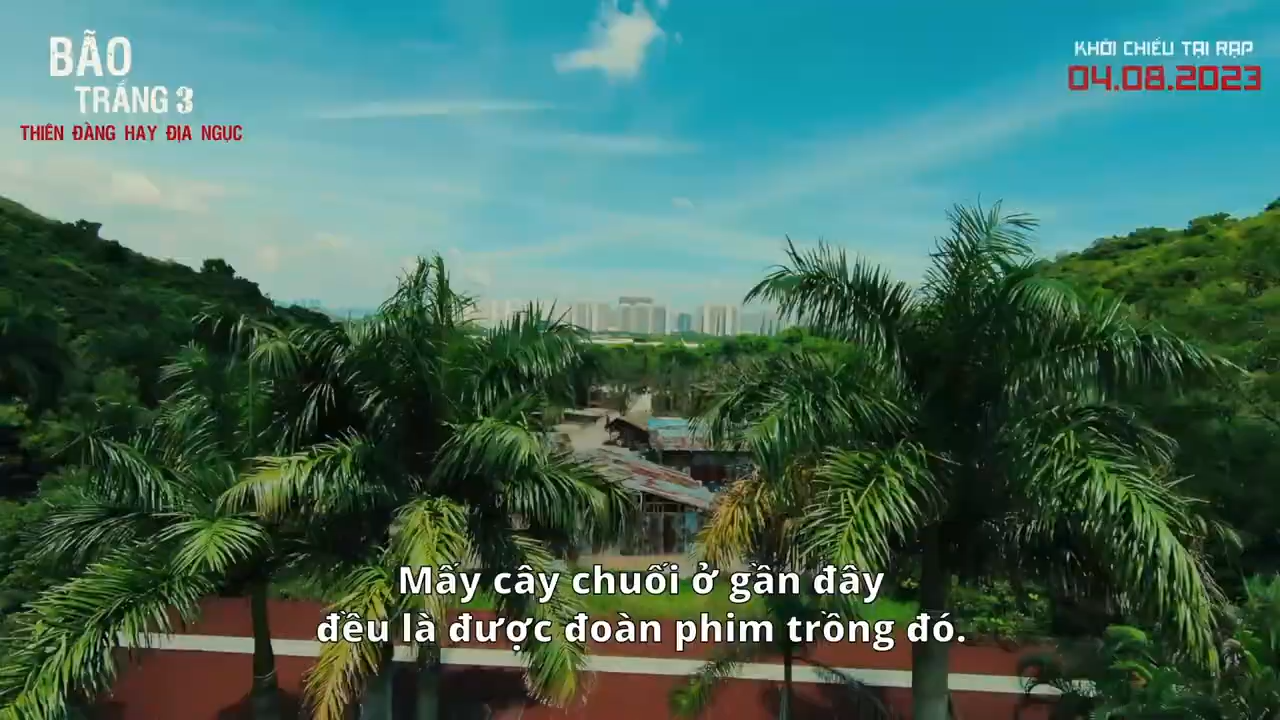 BÃO
TRẮNG 3
THIÊN ĐÀNG HAY ĐỊA NGỤC
KHỞI CHIẾU TẠI RẠP
04.08.2023
Mấy cây chuối ở gần đây
đều là được đoàn phim trồng đó.